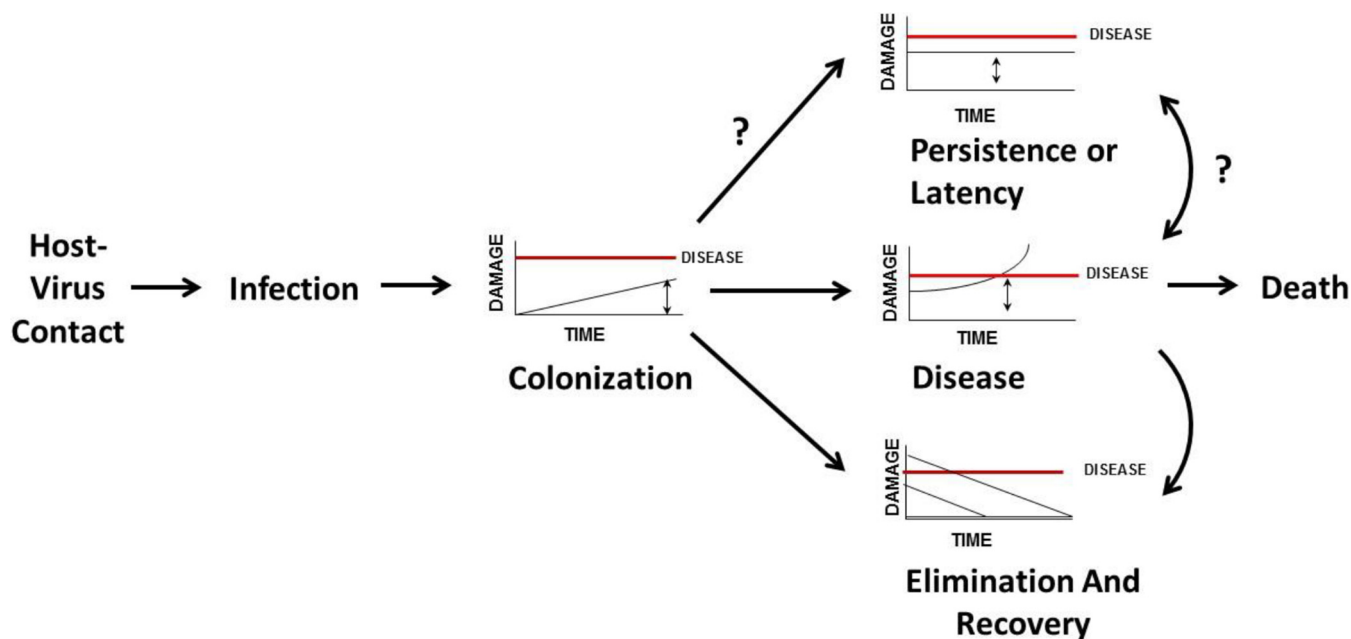 Host-
Virus
Contact
Infection
DAMAGE
DISEASE
TIME
Colonization
?
DAMAGE
DISEASE
TIME
Persistence or
Latency
?
DAMAGE
DISEASE
TIME
Disease
Death
DAMAGE
DISEASE
TIME
Elimination And
Recovery